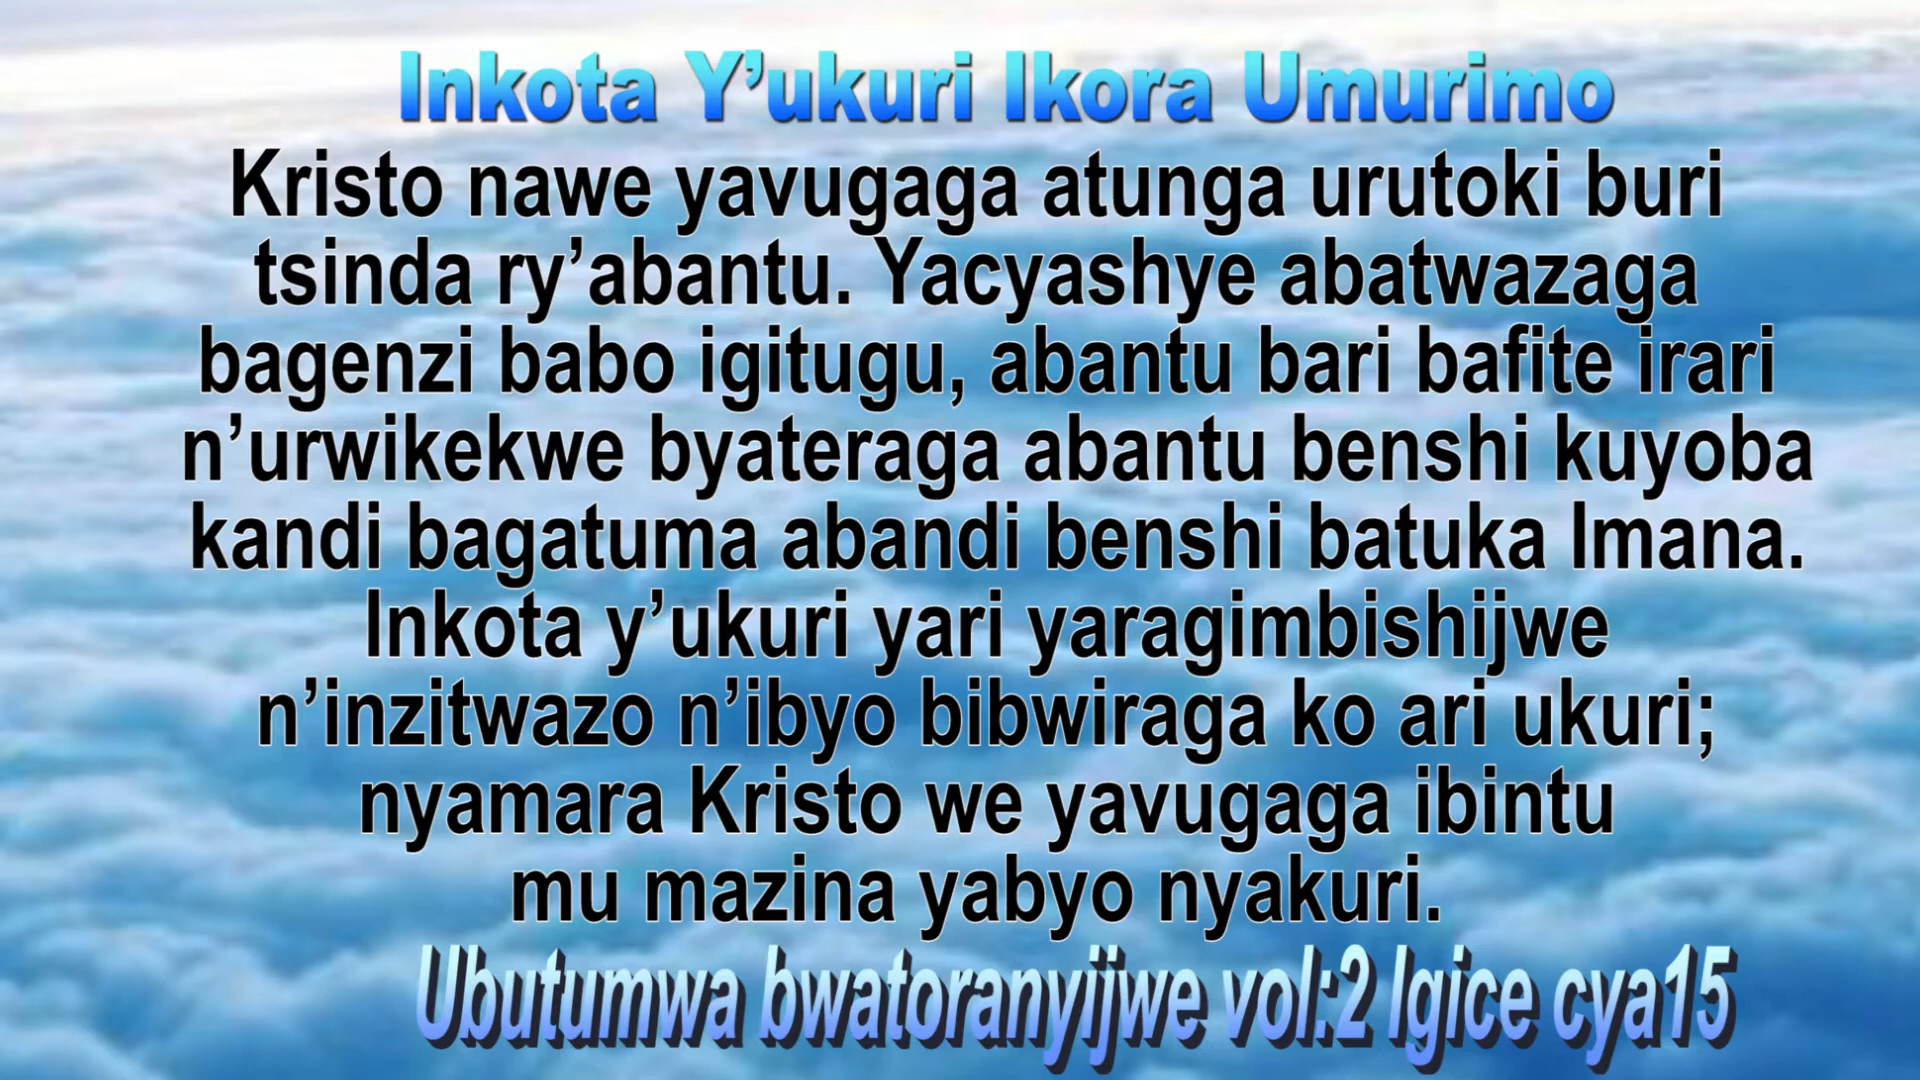 Inkota Y’ukuri Ikora Umurimo
Kristo nawe yavugaga atunga urutoki buri
tsinda ry’abantu. Yacyashye abatwazaga
bagenzi babo igitugu, abantu bari bafite irari
n’urwikekwe byateraga abantu benshi kuyoba
kandi bagatuma abandi benshi batuka Imana.
Inkota y’ukuri yari yaragimbishijwe
n’inzitwazo n’ibyo bibwiraga ko ari ukuri;
nyamara Kristo we yavugaga ibintu
mu mazina yabyo nyakuri.
Ubutumwa bwatoranyijwe vol:2 Igice cya15